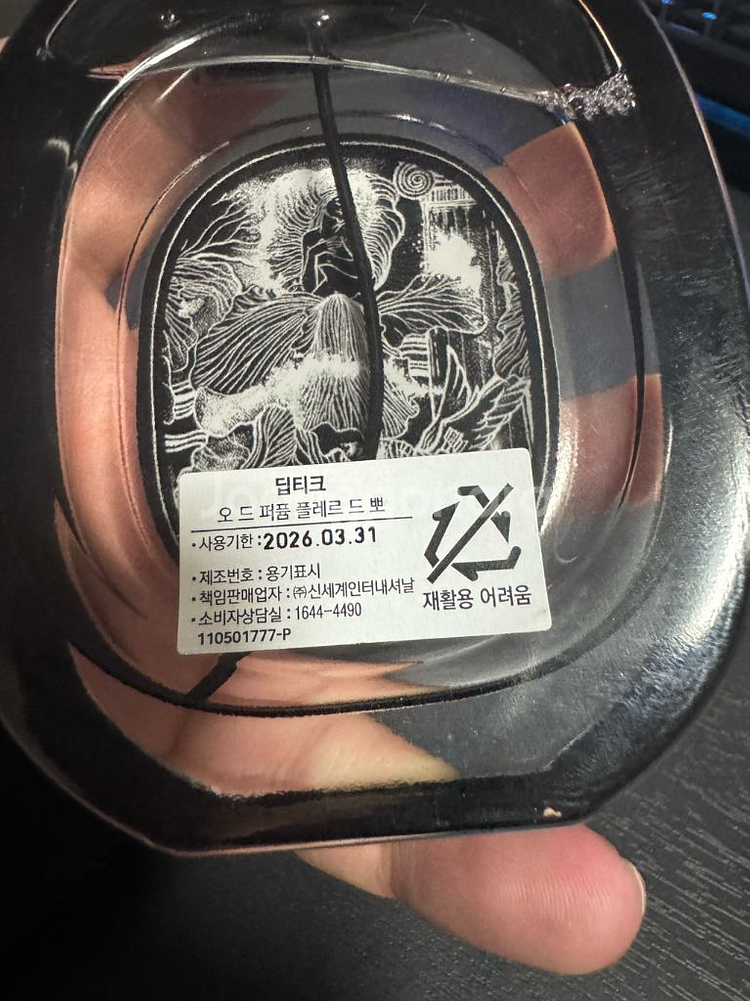 딥티크
오 드 퍼퓸 플레르 드 뽀
• 사용기한 : 2026.03.31
• 제조번호 : 용기표시
• 책임판매업자 : ㈜신세계인터내셔날
• 소비자상담실 : 1644-4490
110501777-P
재활용 어려움